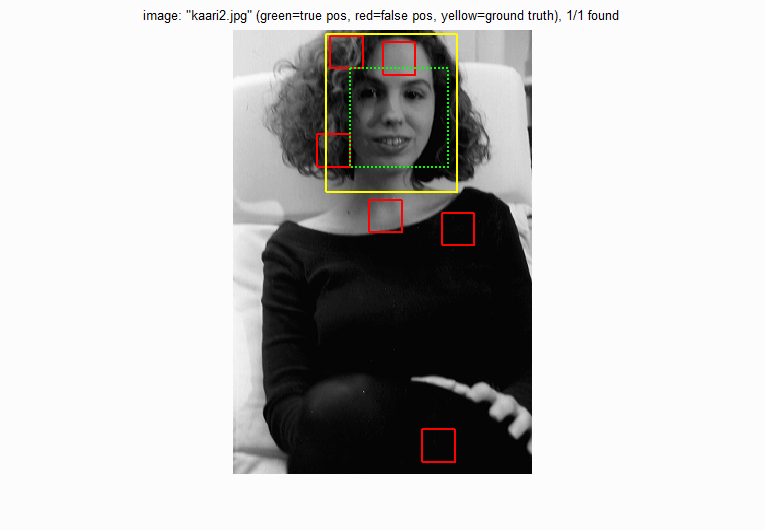 image: "kaari2.jpg" (green=true pos, red=false pos, yellow=ground truth), 1/1 found